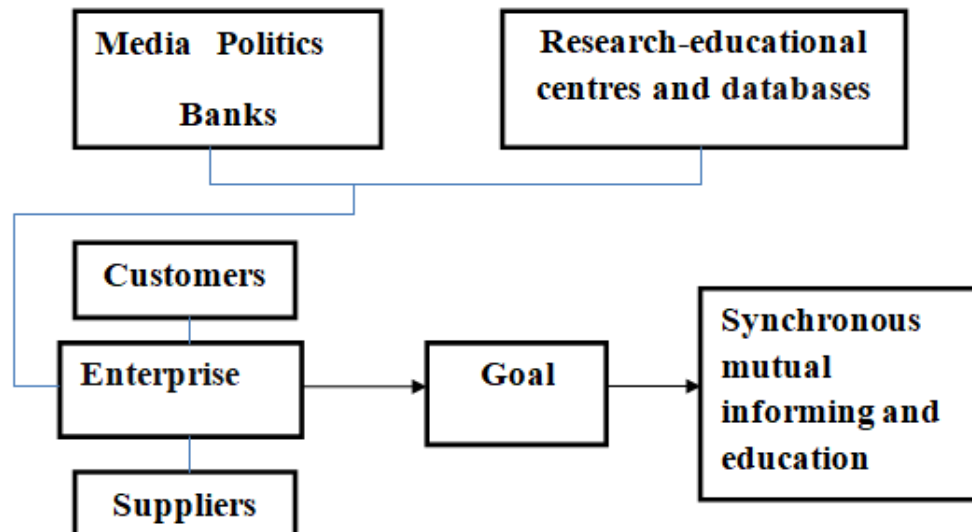 Media Politics
Banks
Research-educational
centres and databases
Customers
Enterprise
Goal
Synchronous
mutual
informing and
education
Suppliers